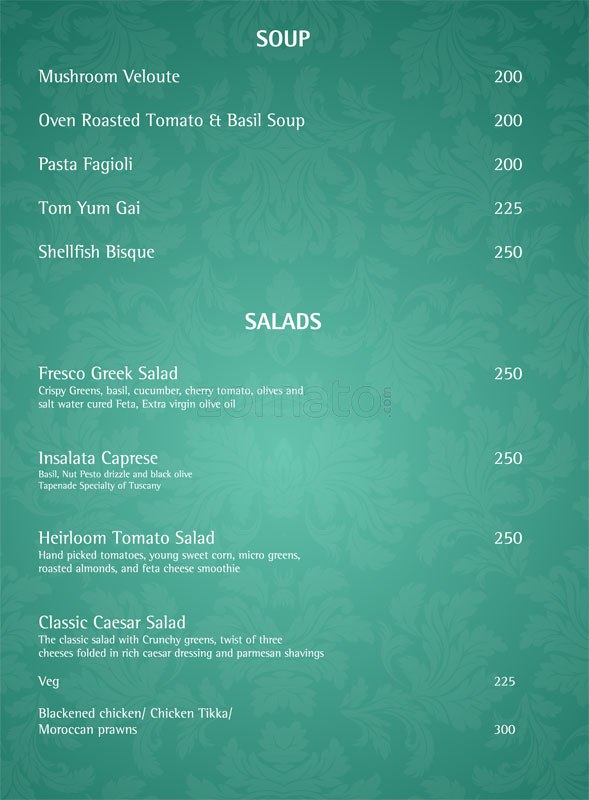 SOUP
Mushroom Veloute 200
Oven Roasted Tomato & Basil Soup 200
Pasta Fagioli 200
Tom Yum Gai 225
Shellfish Bisque 250
SALADS
Fresco Greek Salad 250
Crispy Greens, basil, cucumber, cherry tomato, olives and
salt water cured Feta, Extra virgin olive oil
zomato.com
Insalata Caprese 250
Basil, Nut Pesto drizzle and black olive
Tapenade Specialty of Tuscany
Heirloom Tomato Salad 250
Hand picked tomatoes, young sweet corn, micro greens,
roasted almonds, and feta cheese smoothie
Classic Caesar Salad
The classic salad with Crunchy greens, twist of three
cheeses folded in rich caesar dressing and parmesan shavings
Veg 225
Blackened chicken/ Chicken Tikka/
Moroccan prawns 300